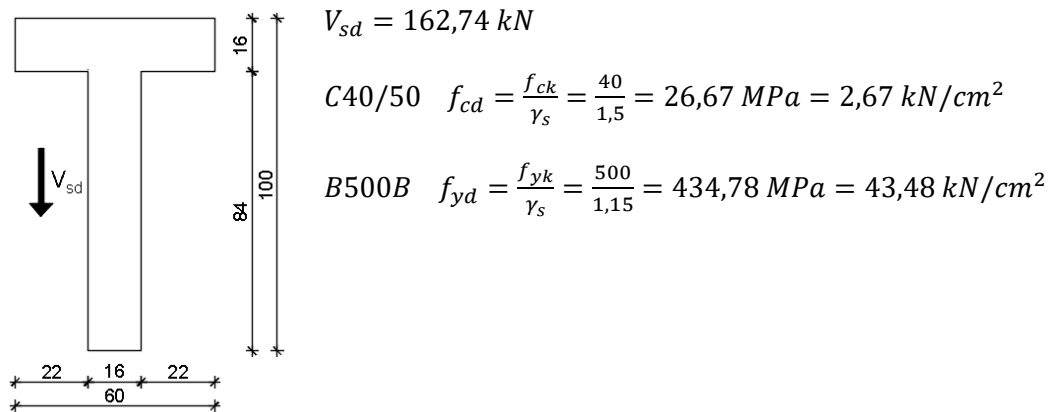 V_sd = 162,74 kN
C40/50 f_cd = f_ck/γ_s = 40/1,5 = 26,67 MPa = 2,67 kN/cm²
B500B f_yd = f_yk/γ_s = 500/1,15 = 434,78 MPa = 43,48 kN/cm²
V_sd
16
84
100
22 16 22
60